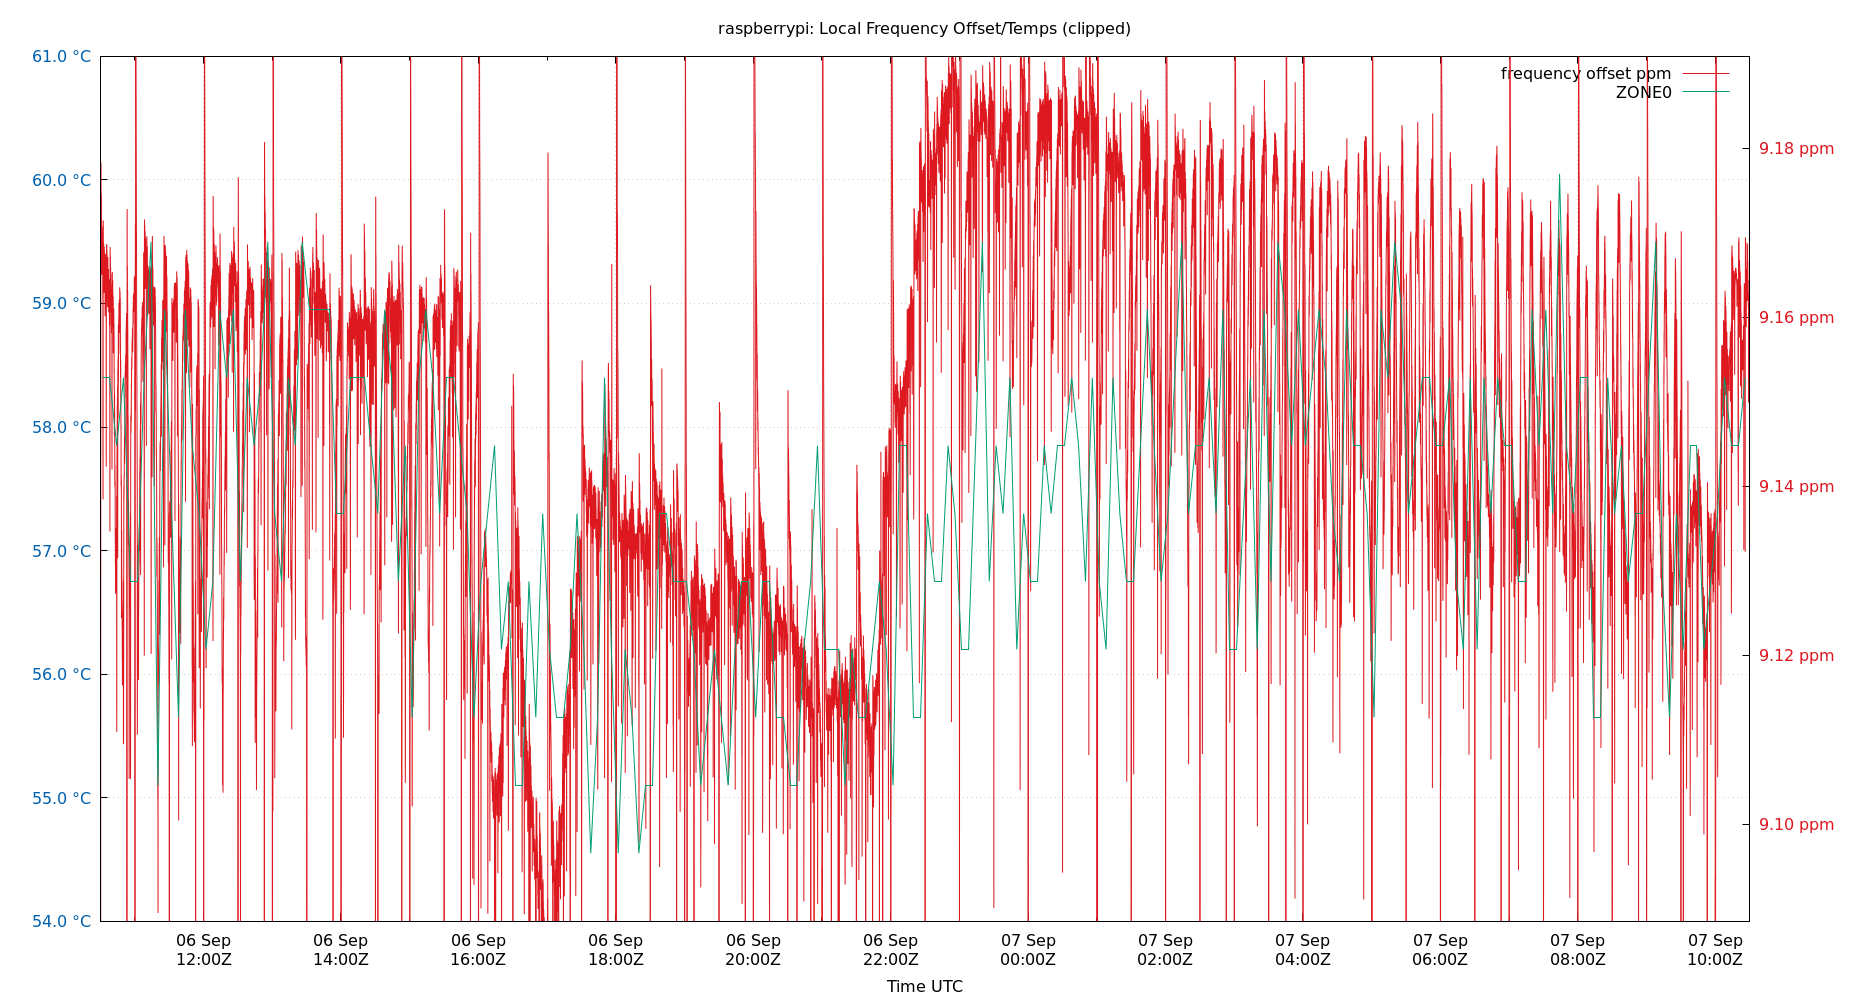 raspberrypi: Local Frequency Offset/Temps (clipped)
frequency offset ppm
ZONE0
61.0 °C
60.0 °C
59.0 °C
58.0 °C
57.0 °C
56.0 °C
55.0 °C
54.0 °C
9.18 ppm
9.16 ppm
9.14 ppm
9.12 ppm
9.10 ppm
06 Sep 06 Sep 06 Sep 06 Sep 06 Sep 06 Sep 07 Sep 07 Sep 07 Sep 07 Sep 07 Sep 07 Sep
12:00Z 14:00Z 16:00Z 18:00Z 20:00Z 22:00Z 00:00Z 02:00Z 04:00Z 06:00Z 08:00Z 10:00Z
Time UTC